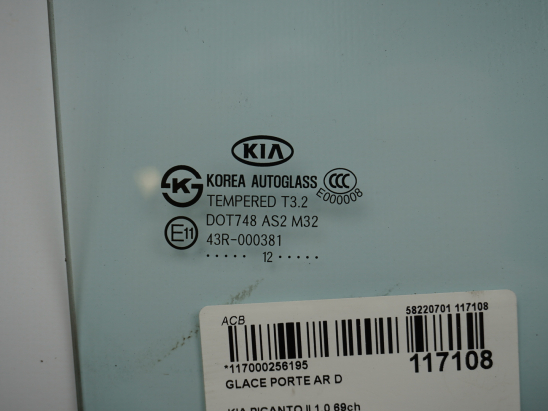 KIA
KS KOREA AUTOGLASS CCC
E000008
TEMPERED T3.2
DOT748 AS2 M32
E11 43R-000381
..... 12 .....
ACB
58220701 117108
*117000256195
117108
GLACE PORTE AR D
KIA PICANTO II 1.0 69ch